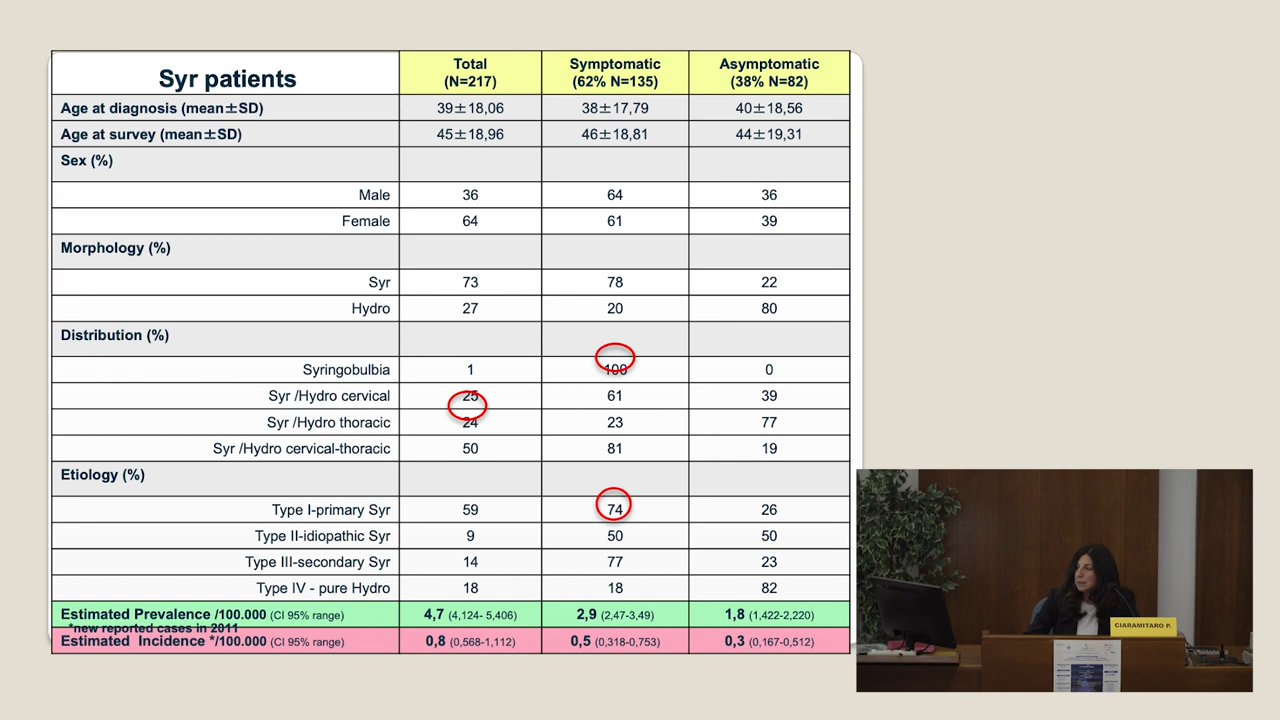 Syr patients Total (N=217) Symptomatic (62% N=135) Asymptomatic (38% N=82)
Age at diagnosis (mean±SD) 39±18,06 38±17,79 40±18,56
Age at survey (mean±SD) 45±18,96 46±18,81 44±19,31
Sex (%)
Male 36 64 36
Female 64 61 39
Morphology (%)
Syr 73 78 22
Hydro 27 20 80
Distribution (%)
Syringobulbia 1 100 0
Syr /Hydro cervical 25 61 39
Syr /Hydro thoracic 24 23 77
Syr /Hydro cervical-thoracic 50 81 19
Etiology (%)
Type I-primary Syr 59 74 26
Type II-idiopathic Syr 9 50 50
Type III-secondary Syr 14 77 23
Type IV - pure Hydro 18 18 82
Estimated Prevalence /100.000 (CI 95% range) 4,7 (4,124- 5,406) 2,9 (2,47-3,49) 1,8 (1,422-2,220)
*new reported cases in 2011
Estimated Incidence */100.000 (CI 95% range) 0,8 (0,568-1,112) 0,5 (0,318-0,753) 0,3 (0,167-0,512)
CIARAMITARO P.